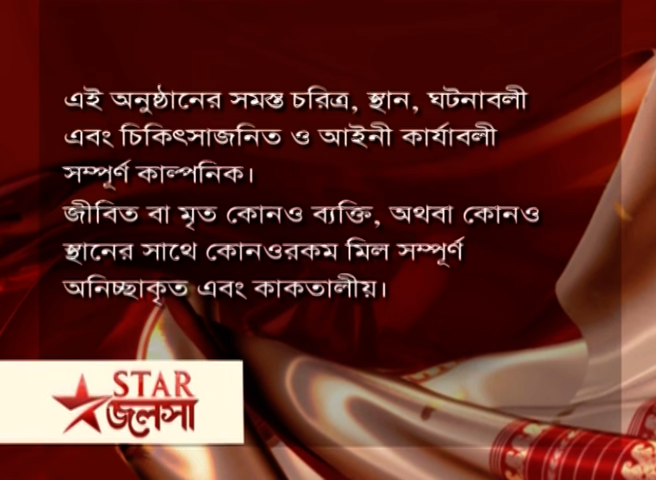 এই অনুষ্ঠানের সমস্ত চরিত্র, স্থান, ঘটনাবলী
এবং চিকিৎসাজনিত ও আইনী কার্যাবলী
সম্পূর্ণ কাল্পনিক।
জীবিত বা মৃত কোনও ব্যক্তি, অথবা কোনও
স্থানের সাথে কোনওরকম মিল সম্পূর্ণ
অনিচ্ছাকৃত এবং কাকতালীয়।
STAR
জলসা